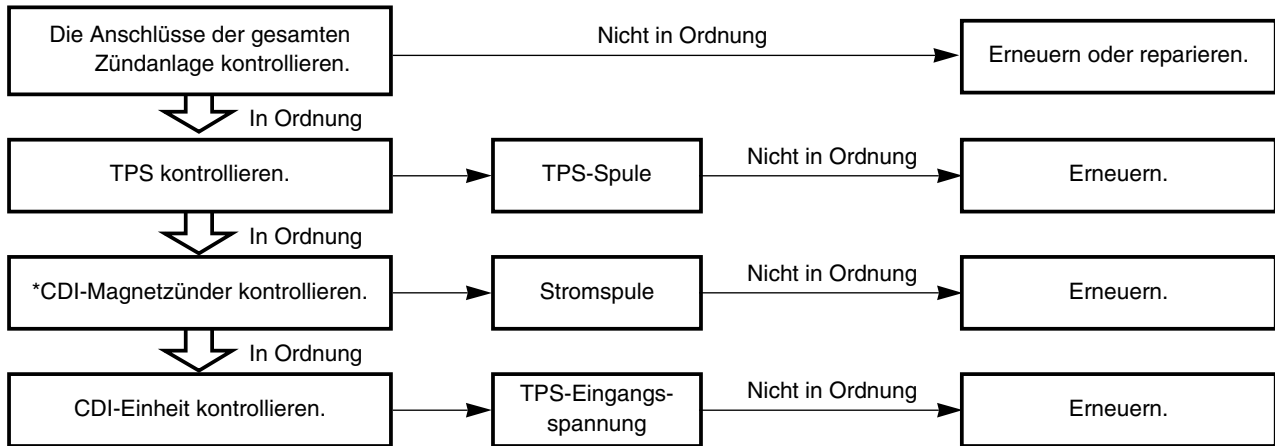 Die Anschlüsse der gesamten
Zündanlage kontrollieren.
Nicht in Ordnung
Erneuern oder reparieren.
In Ordnung
TPS kontrollieren.
TPS-Spule
Nicht in Ordnung
Erneuern.
In Ordnung
*CDI-Magnetzünder kontrollieren.
Stromspule
Nicht in Ordnung
Erneuern.
In Ordnung
CDI-Einheit kontrollieren.
TPS-Eingangs-
spannung
Nicht in Ordnung
Erneuern.